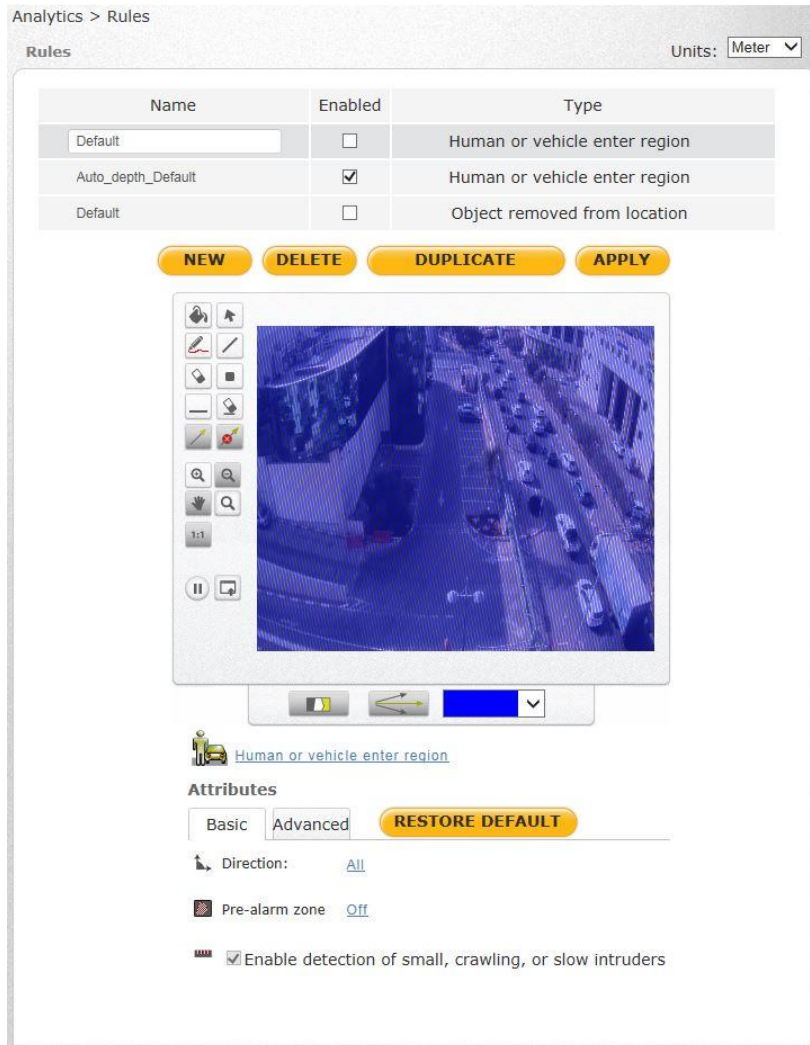 Analytics > Rules
Rules
Units: Meter
Name Enabled Type
Default Human or vehicle enter region
Auto_depth_Default Human or vehicle enter region
Default Object removed from location
NEW DELETE DUPLICATE APPLY
1:1
Human or vehicle enter region
Attributes
Basic Advanced RESTORE DEFAULT
Direction: All
Pre-alarm zone Off
Enable detection of small, crawling, or slow intruders